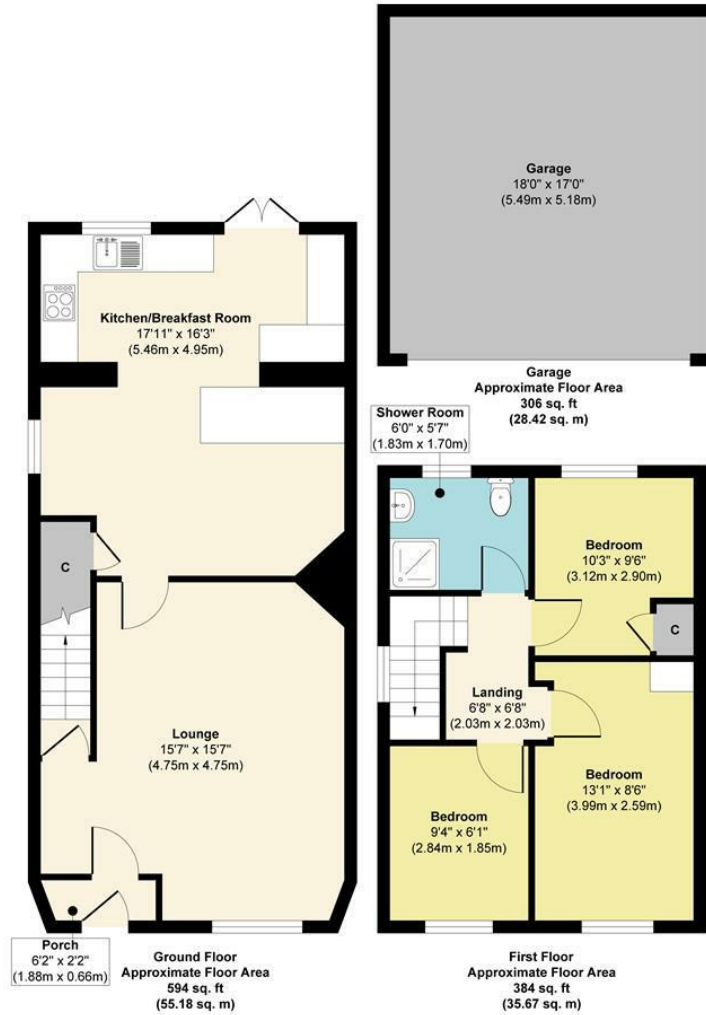 Garage
18'0" x 17'0"
(5.49m x 5.18m)
Garage
Approximate Floor Area
306 sq. ft
(28.42 sq. m)
Kitchen/Breakfast Room
17'11" x 16'3"
(5.46m x 4.95m)
C
Lounge
15'7" x 15'7"
(4.75m x 4.75m)
Porch
6'2" x 2'2"
(1.88m x 0.66m)
Ground Floor
Approximate Floor Area
594 sq. ft
(55.18 sq. m)
Shower Room
6'0" x 5'7"
(1.83m x 1.70m)
Bedroom
10'3" x 9'6"
(3.12m x 2.90m)
C
Landing
6'8" x 6'8"
(2.03m x 2.03m)
Bedroom
13'1" x 8'6"
(3.99m x 2.59m)
Bedroom
9'4" x 6'1"
(2.84m x 1.85m)
First Floor
Approximate Floor Area
384 sq. ft
(35.67 sq. m)